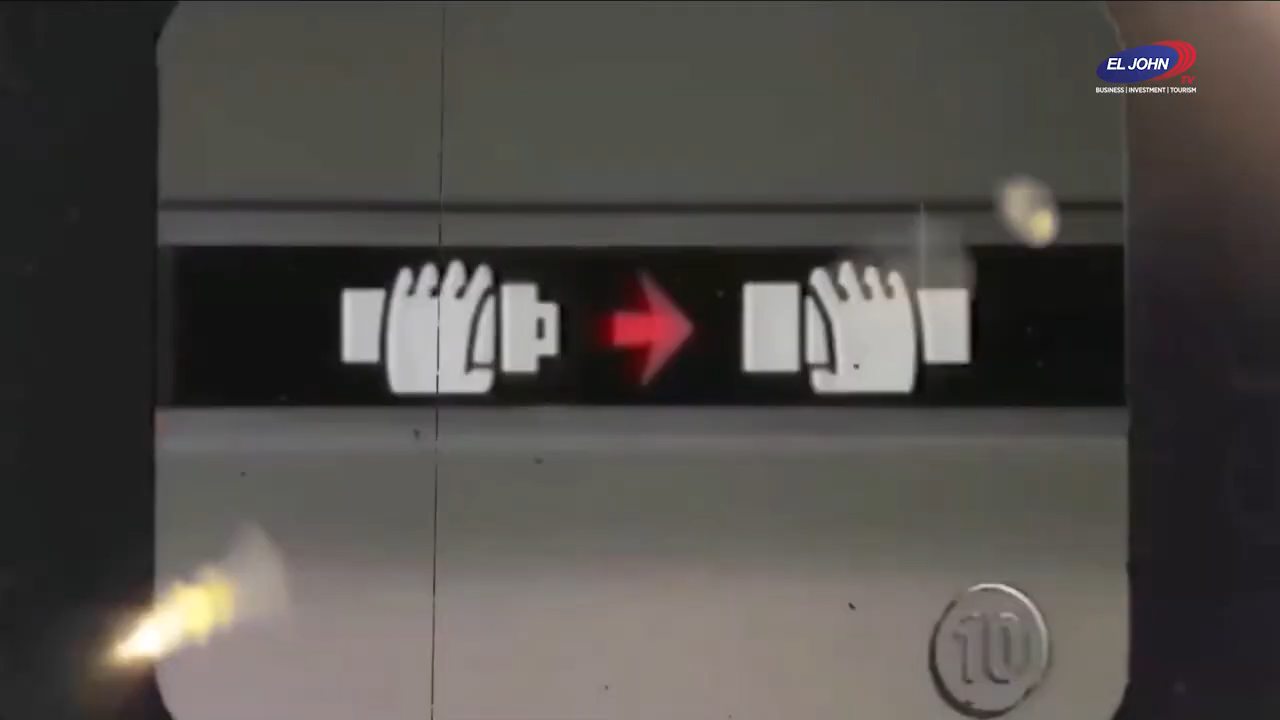 EL JOHN
TV
BUSINESS | INVESTMENT | TOURISM
10